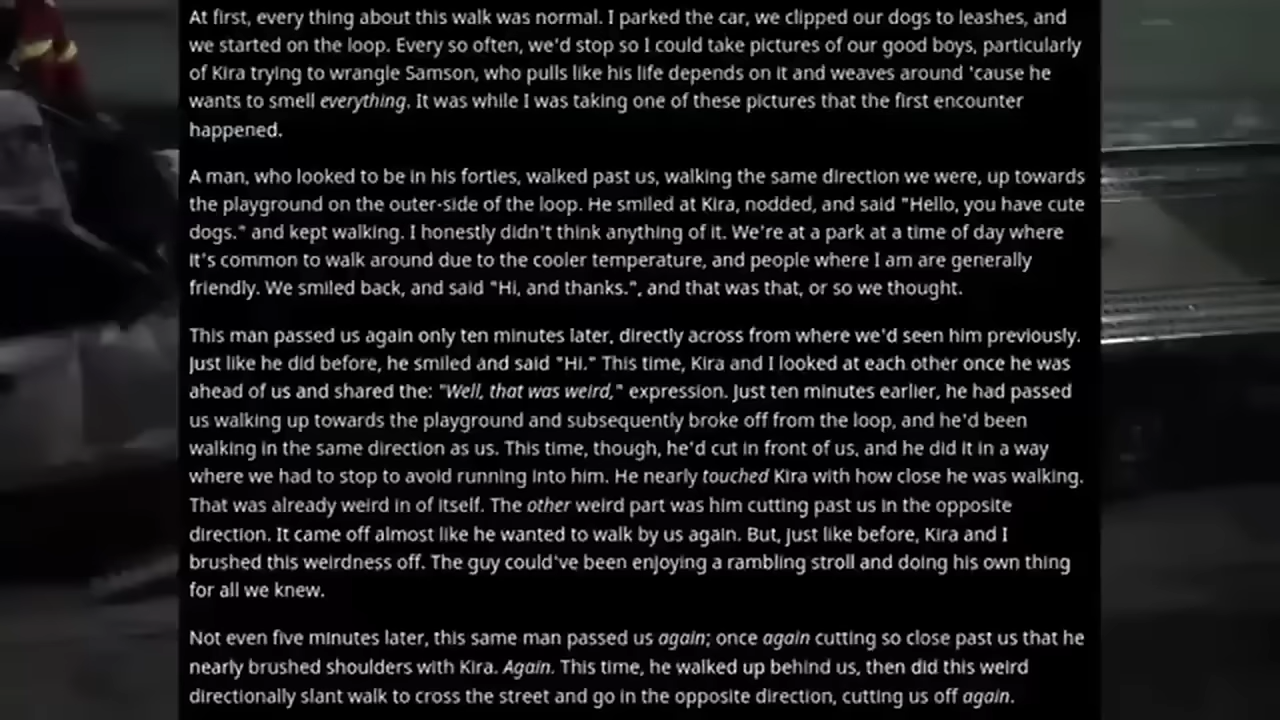 At first, every thing about this walk was normal. I parked the car, we clipped our dogs to leashes, and
we started on the loop. Every so often, we'd stop so I could take pictures of our good boys, particularly
of Kira trying to wrangle Samson, who pulls like his life depends on it and weaves around 'cause he
wants to smell everything. It was while I was taking one of these pictures that the first encounter
happened.
A man, who looked to be in his forties, walked past us, walking the same direction we were, up towards
the playground on the outer-side of the loop. He smiled at Kira, nodded, and said "Hello, you have cute
dogs." and kept walking. I honestly didn't think anything of it. We're at a park at a time of day where
it's common to walk around due to the cooler temperature, and people where I am are generally
friendly. We smiled back, and said "Hi, and thanks.", and that was that, or so we thought.
This man passed us again only ten minutes later, directly across from where we'd seen him previously.
Just like he did before, he smiled and said "Hi." This time, Kira and I looked at each other once he was
ahead of us and shared the: "Well, that was weird," expression. Just ten minutes earlier, he had passed
us walking up towards the playground and subsequently broke off from the loop, and he'd been
walking in the same direction as us. This time, though, he'd cut in front of us, and he did it in a way
where we had to stop to avoid running into him. He nearly touched Kira with how close he was walking.
That was already weird in of itself. The other weird part was him cutting past us in the opposite
direction. It came off almost like he wanted to walk by us again. But, just like before, Kira and I
brushed this weirdness off. The guy could've been enjoying a rambling stroll and doing his own thing
for all we knew.
Not even five minutes later, this same man passed us again; once again cutting so close past us that he
nearly brushed shoulders with Kira. Again. This time, he walked up behind us, then did this weird
directionally slant walk to cross the street and go in the opposite direction, cutting us off again.